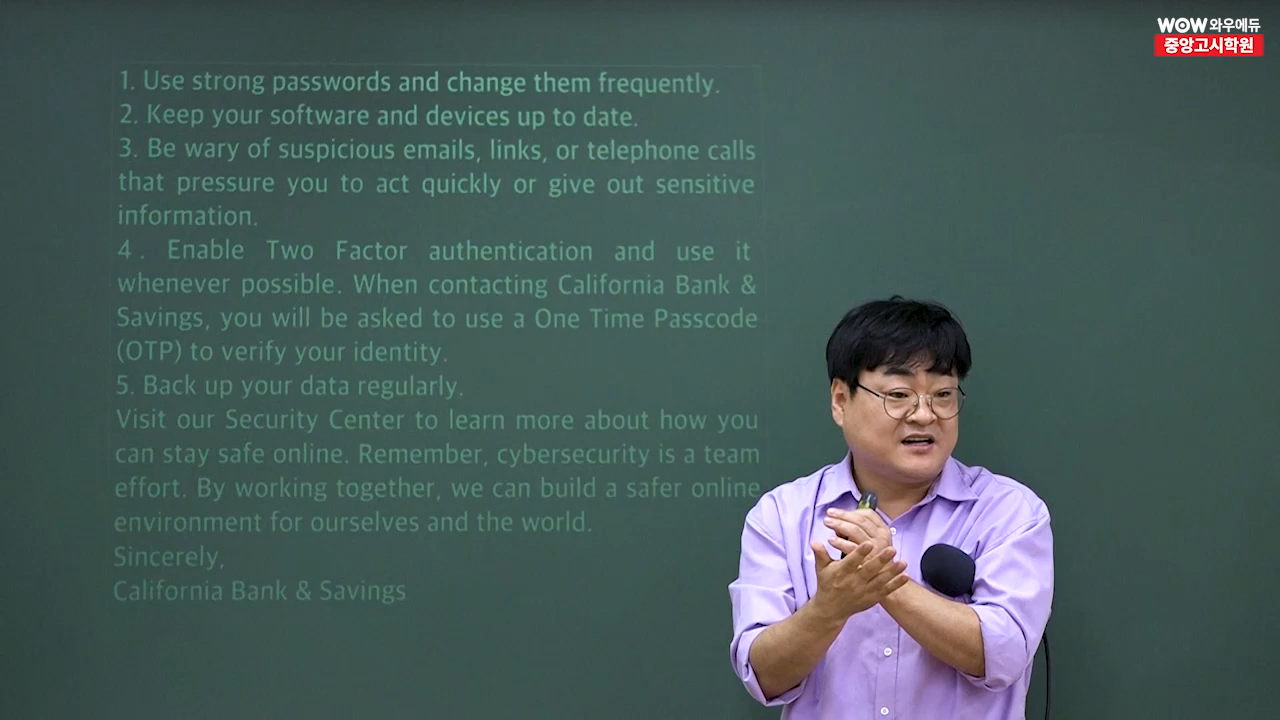 WOW와우에듀
중앙고시학원
1. Use strong passwords and change them frequently.
2. Keep your software and devices up to date.
3. Be wary of suspicious emails, links, or telephone calls
that pressure you to act quickly or give out sensitive
information.
4. Enable Two Factor authentication and use it
whenever possible. When contacting California Bank &
Savings, you will be asked to use a One Time Passcode
(OTP) to verify your identity.
5. Back up your data regularly.
Visit our Security Center to learn more about how you
can stay safe online. Remember, cybersecurity is a team
effort. By working together, we can build a safer online
environment for ourselves and the world.
Sincerely,
California Bank & Savings